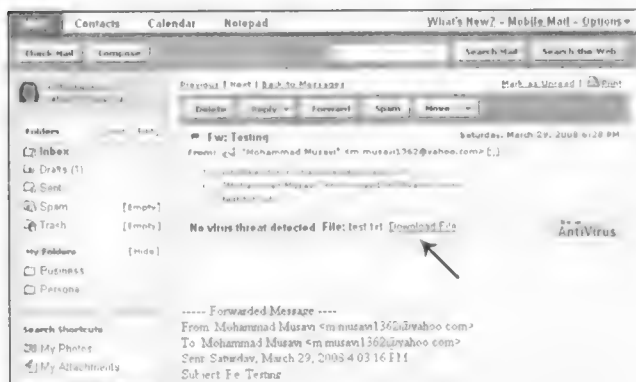 Contacts Calendar Notepad What's New? - Mobile Mail - Options
Check Mail Compose Search Mail Search the Web
Previous | Next | Back to Messages Mark as Unread | Print
Delete Reply Forward Spam Move
Folders
Fw: Testing Saturday, March 29, 2008 6:28 PM
Inbox
From: "Mohammad Musavi" <m.musavi1362@yahoo.com>
Drafts (1)
Sent
Spam [Empty]
Trash [Empty]
No virus threat detected File: test.txt Download File
AntiVirus
My Folders [Hide]
Business
Personal
----- Forwarded Message ----
From: Mohammad Musavi <m.musavi1362@yahoo.com>
Search Shortcuts
To: Mohammad Musavi <m.musavi1362@yahoo.com>
My Photos
Sent: Saturday, March 29, 2008 4:03:16 PM
My Attachments
Subject: Testing